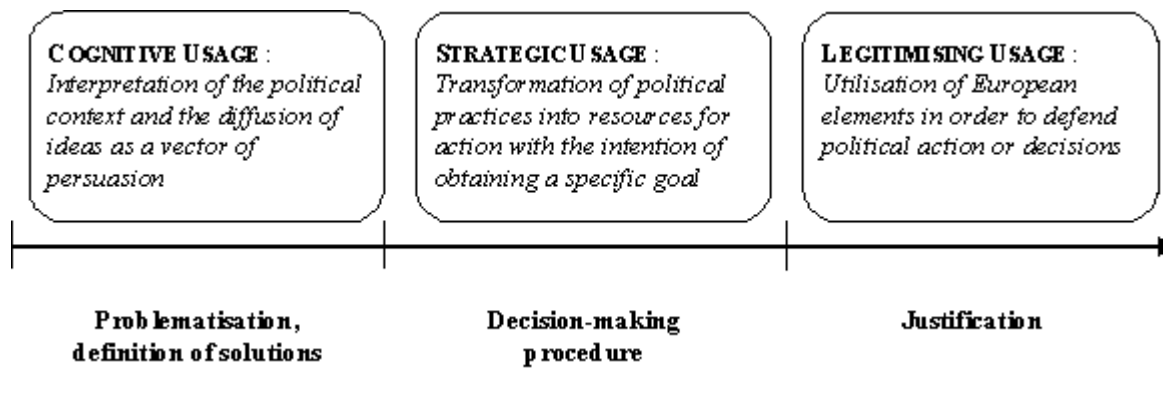 COGNITIVE USAGE :
Interpretation of the political
context and the diffusion of
ideas as a vector of
persuasion
STRATEGIC USAGE :
Transformation of political
practices into resources for
action with the intention of
obtaining a specific goal
LEGITIMISING USAGE :
Utilisation of European
elements in order to defend
political action or decisions
Problematisation,
definition of solutions
Decision-making
procedure
Justification